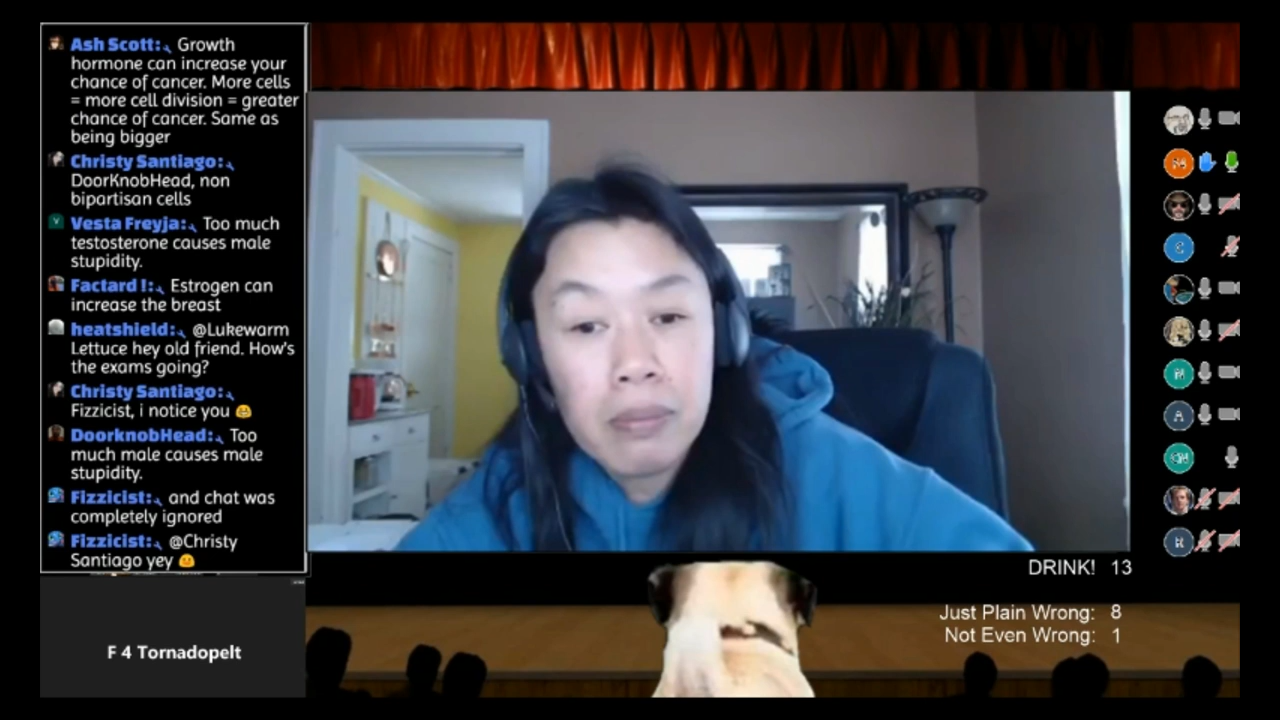 Ash Scott: Growth
hormone can increase your
chance of cancer. More cells
= more cell division = greater
chance of cancer. Same as
being bigger
Christy Santiago:
DoorKnobHead, non
bipartisan cells
Vesta Freyja: Too much
testosterone causes male
stupidity.
Factard !: Estrogen can
increase the breast
heatshield: @Lukewarm
Lettuce hey old friend. How's
the exams going?
Christy Santiago:
Fizzicist, i notice you 🤗
DoorknobHead: Too
much male causes male
stupidity.
Fizzicist: and chat was
completely ignored
Fizzicist: @Christy
Santiago yey 🙂
F 4 Tornadopelt
DRINK! 13
Just Plain Wrong: 8
Not Even Wrong: 1
C
M
A